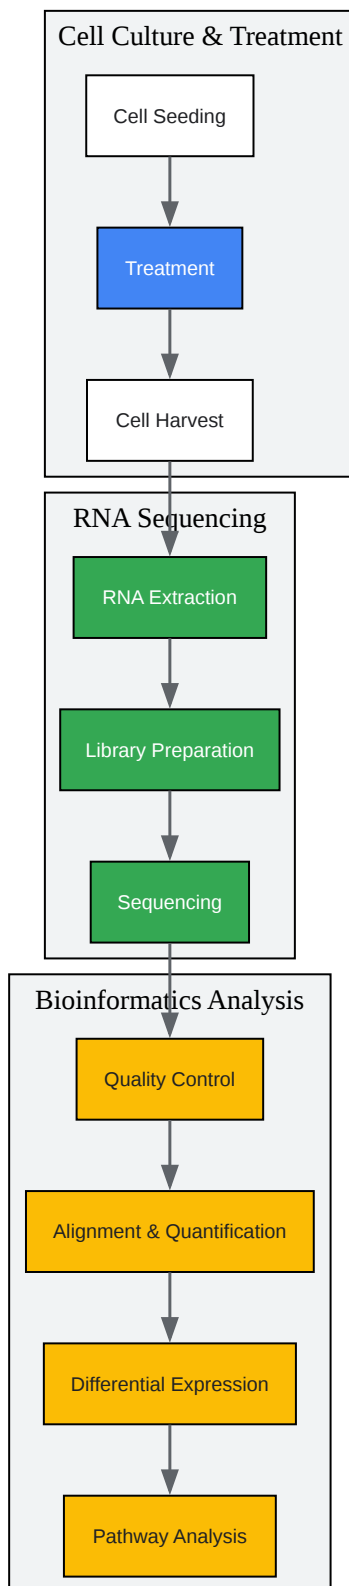 Cell Culture & Treatment
Cell Seeding
Treatment
Cell Harvest
RNA Sequencing
RNA Extraction
Library Preparation
Sequencing
Bioinformatics Analysis
Quality Control
Alignment & Quantification
Differential Expression
Pathway Analysis